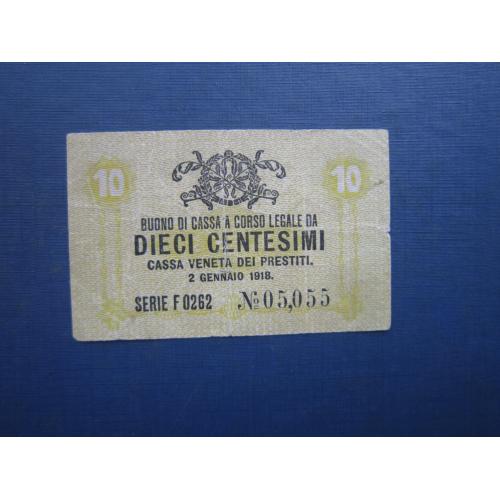 10 10
BUONO DI CASSA A CORSO LEGALE DA
DIECI CENTESIMI
CASSA VENETA DEI PRESTITI.
2 GENNAIO 1918.
SERIE F 0262 No 05,055